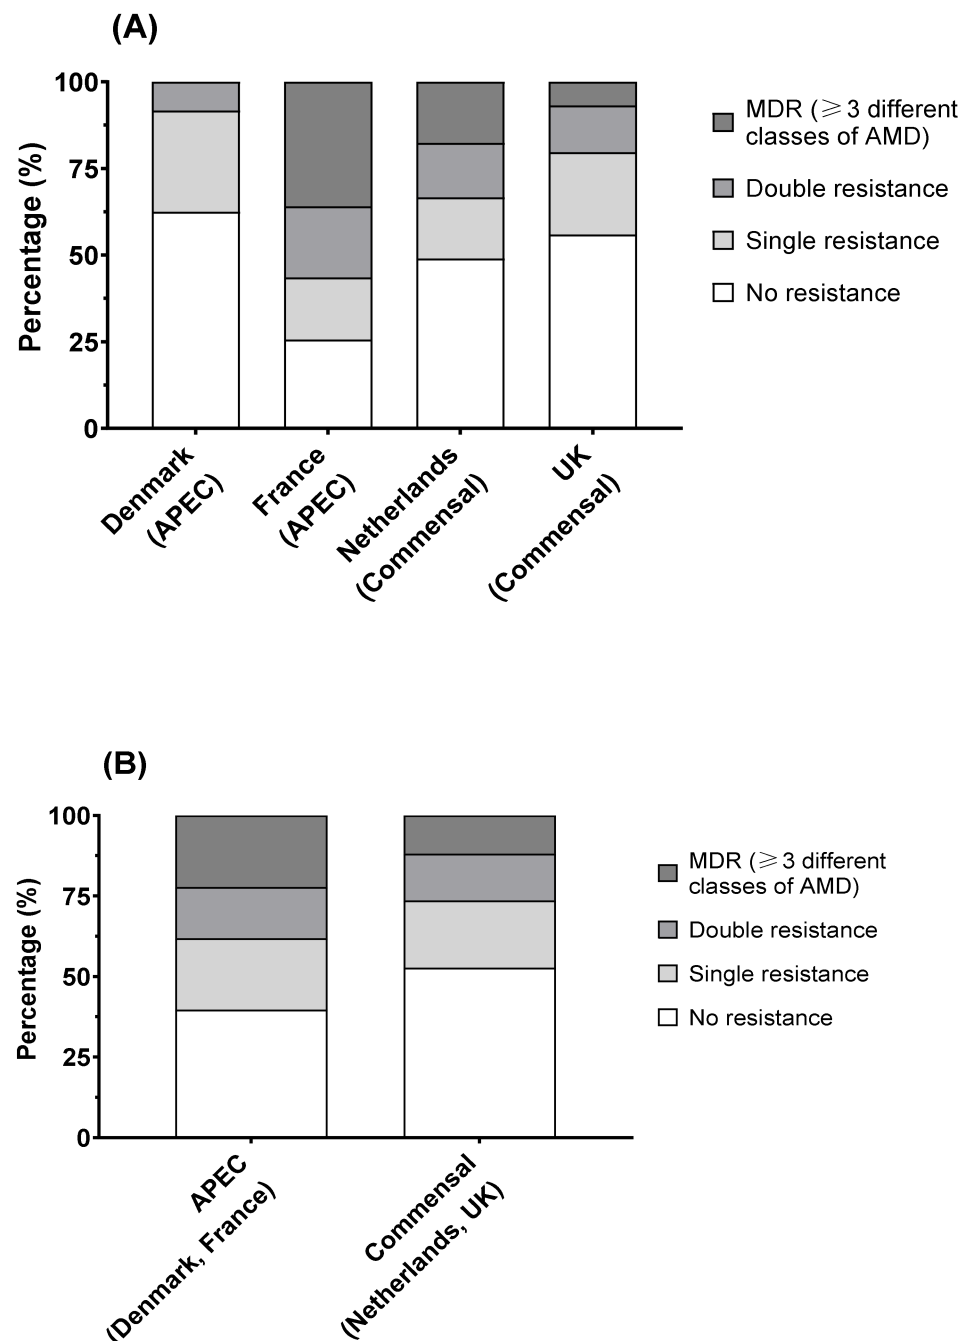 (A)
Percentage (%)
100
75
50
25
0
Denmark
(APEC)
France
(APEC)
Netherlands
(Commensal)
UK
(Commensal)
MDR (⩾ 3 different
classes of AMD)
Double resistance
Single resistance
No resistance
(B)
Percentage (%)
100
75
50
25
0
APEC
(Denmark, France)
Commensal
(Netherlands, UK)
MDR (⩾ 3 different
classes of AMD)
Double resistance
Single resistance
No resistance